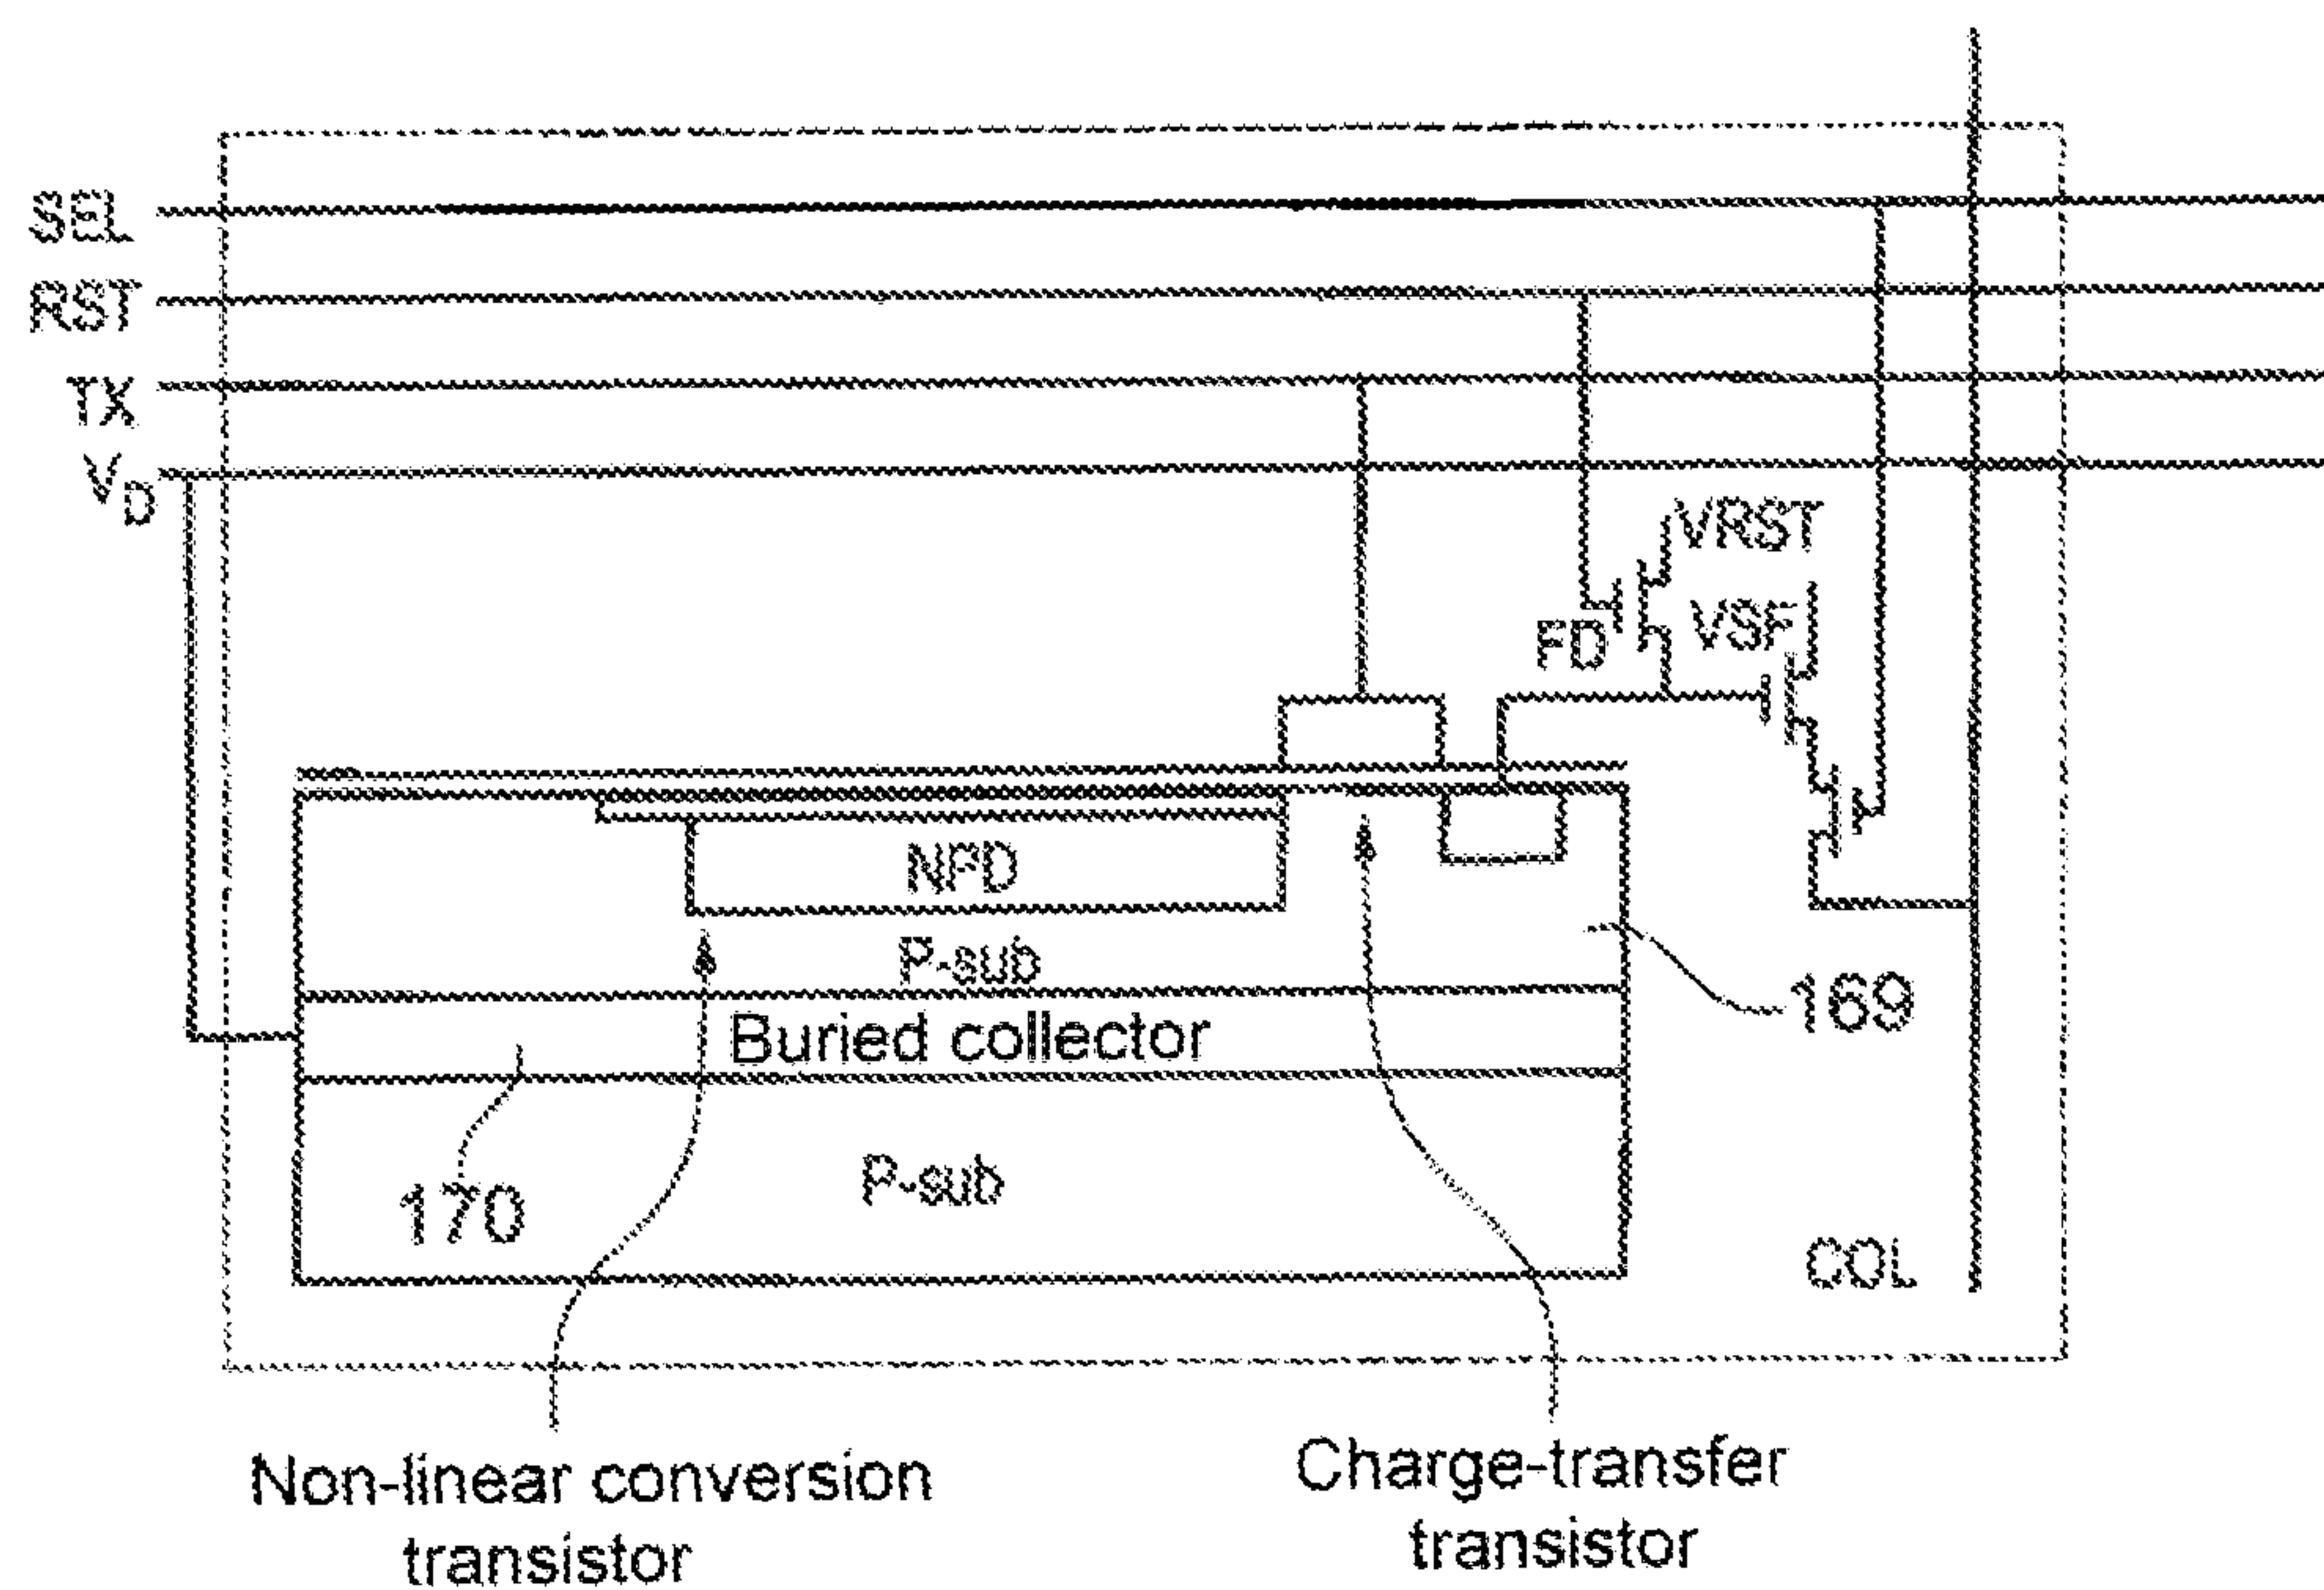 SEL
RST
TX
VD
VRST
VSF
FD
NPD
P-sub
169
Buried collector
P-sub
170
COL
Non-linear conversion
transistor
Charge-transfer
transistor